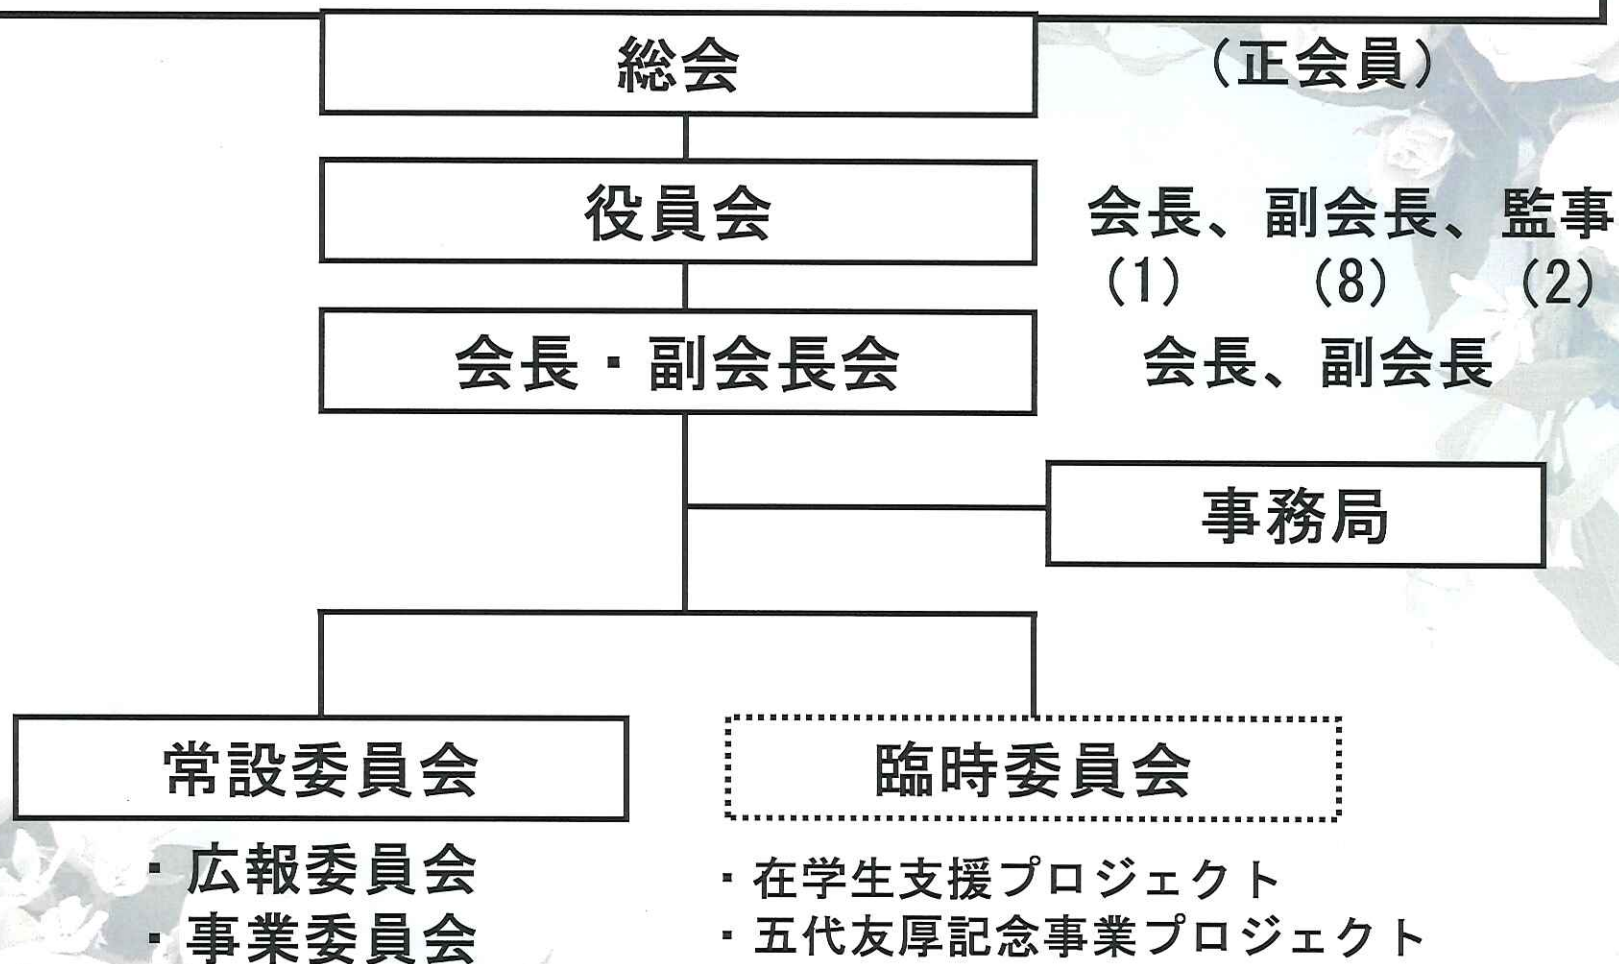 総会 (正会員)
役員会 会長、副会長、監事
(1) (8) (2)
会長・副会長会 会長、副会長
事務局
常設委員会 臨時委員会
・広報委員会
・事業委員会
・在学生支援プロジェクト
・五代友厚記念事業プロジェクト